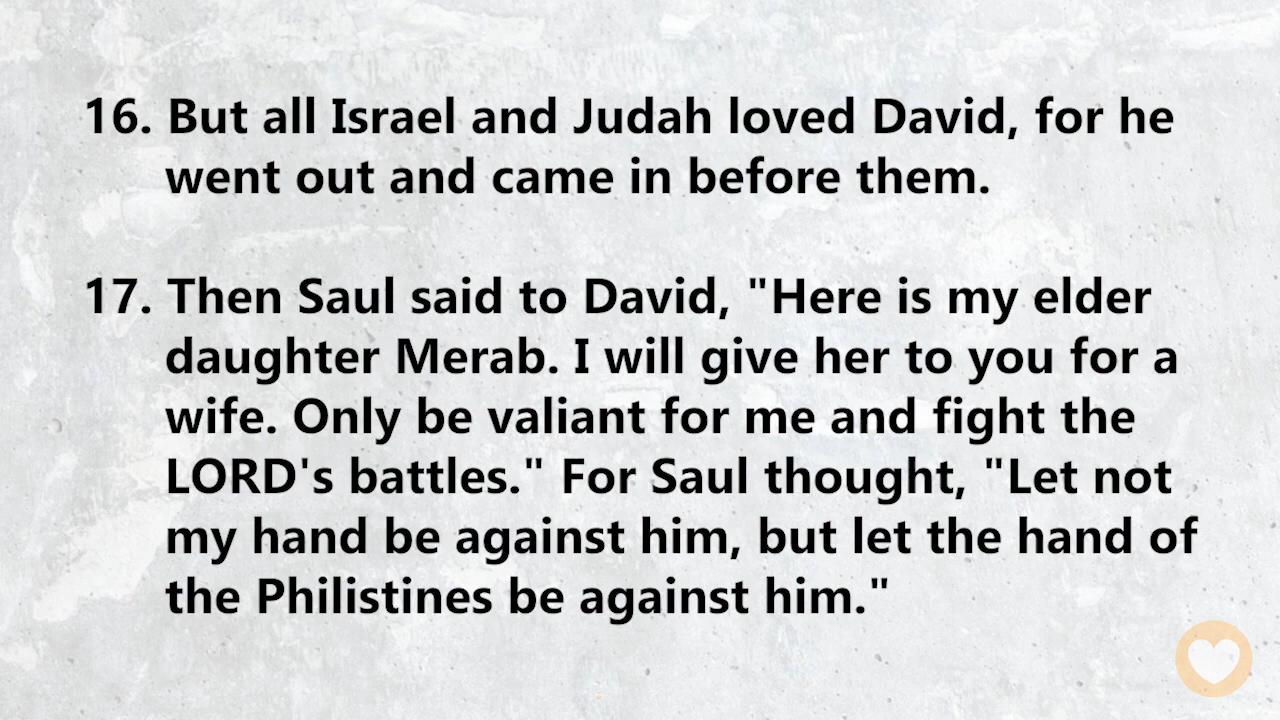 16. But all Israel and Judah loved David, for he
went out and came in before them.
17. Then Saul said to David, "Here is my elder
daughter Merab. I will give her to you for a
wife. Only be valiant for me and fight the
LORD's battles." For Saul thought, "Let not
my hand be against him, but let the hand of
the Philistines be against him."